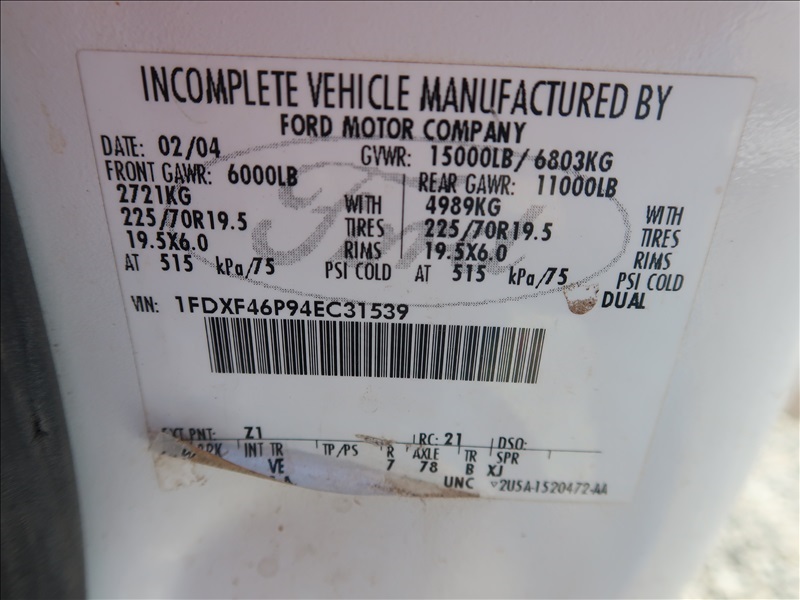 INCOMPLETE VEHICLE MANUFACTURED BY
FORD MOTOR COMPANY
DATE: 02/04 GVWR: 15000LB / 6803KG
FRONT GAWR: 6000LB REAR GAWR: 11000LB
2721KG WITH 4989KG WITH
225/70R19.5 TIRES 225/70R19.5 TIRES
19.5X6.0 RIMS 19.5X6.0 RIMS
AT 515 kPa/75 PSI COLD AT 515 kPa/75 PSI COLD
DUAL
Ford
VIN: 1FDXF46P94EC31539
EXT PNT: Z1 RC: 21 DSO:
INT TR TP/PS R AXLE TR SPR
VE 7 78 B XJ
UNC ▽2U5A-1520472-AA